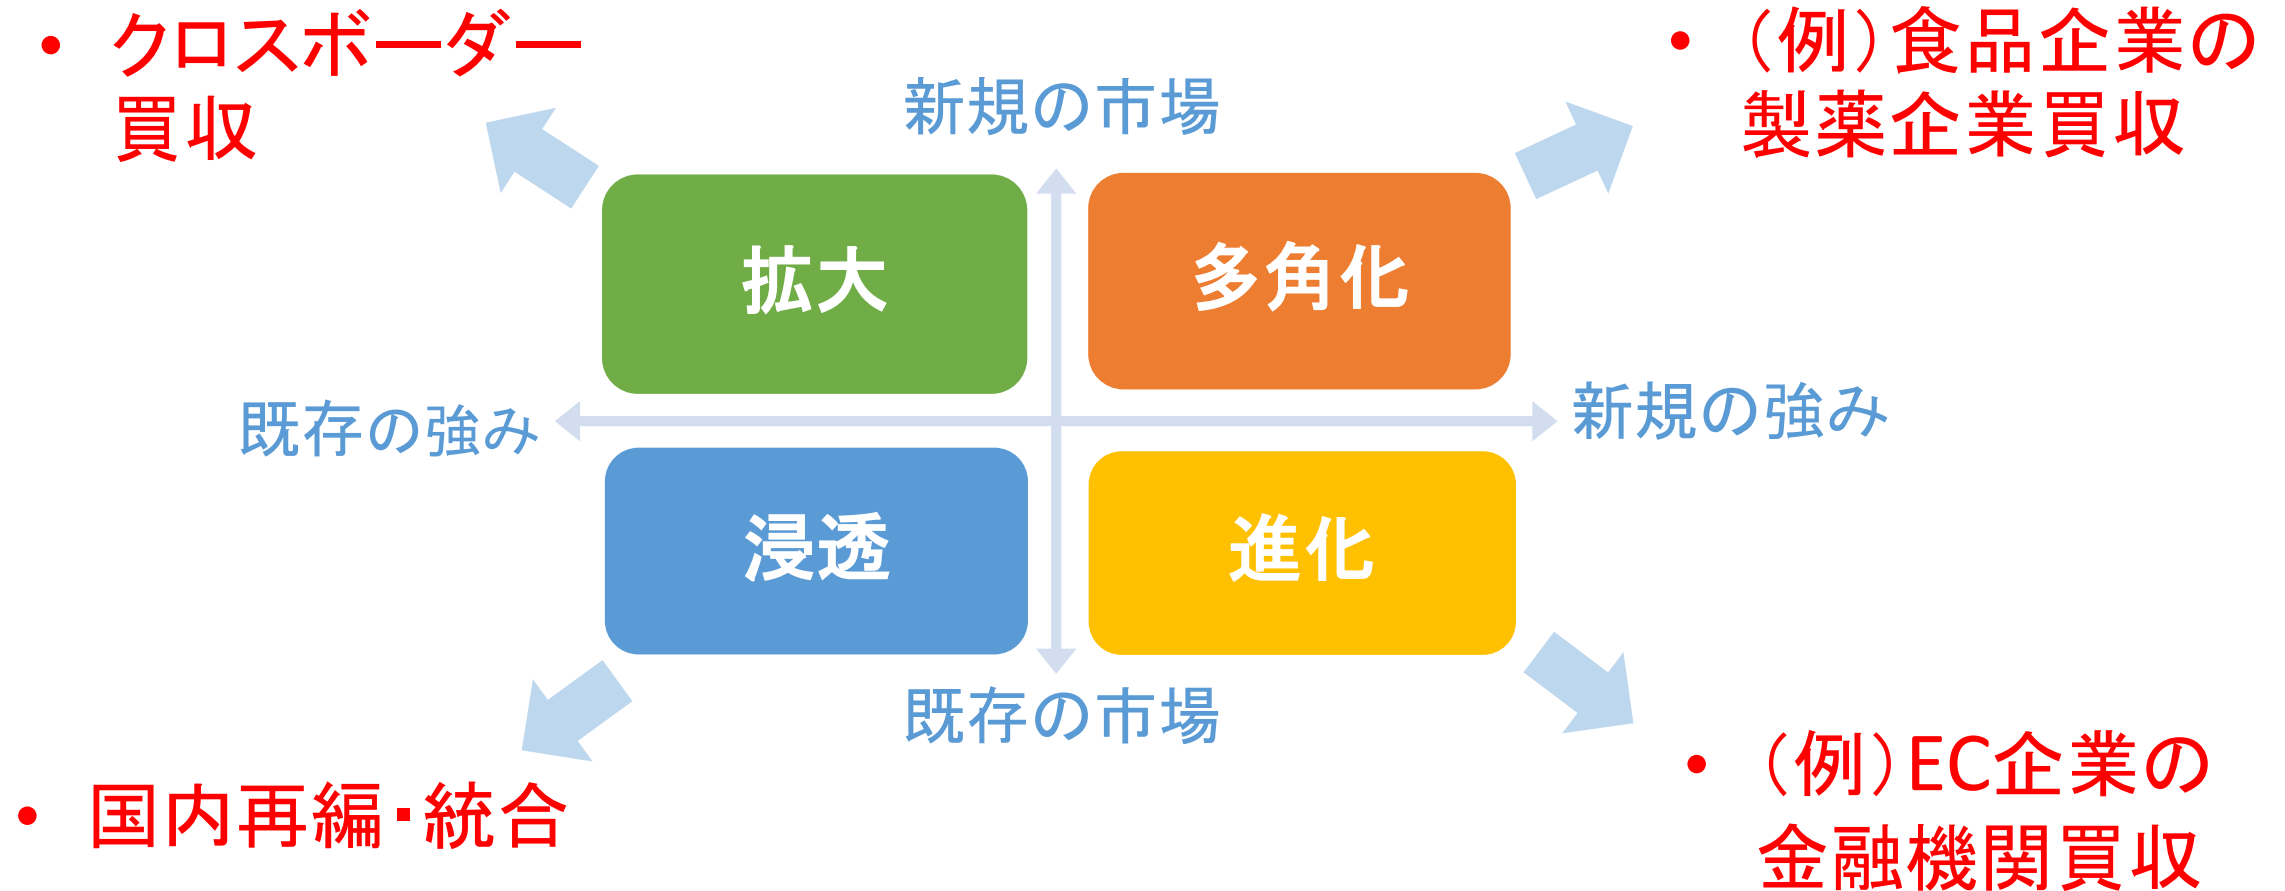 • クロスボーダー
買収
新規の市場
• （例）食品企業の
製薬企業買収
拡大
多角化
既存の強み
新規の強み
浸透
進化
既存の市場
• 国内再編・統合
• （例）EC企業の
金融機関買収